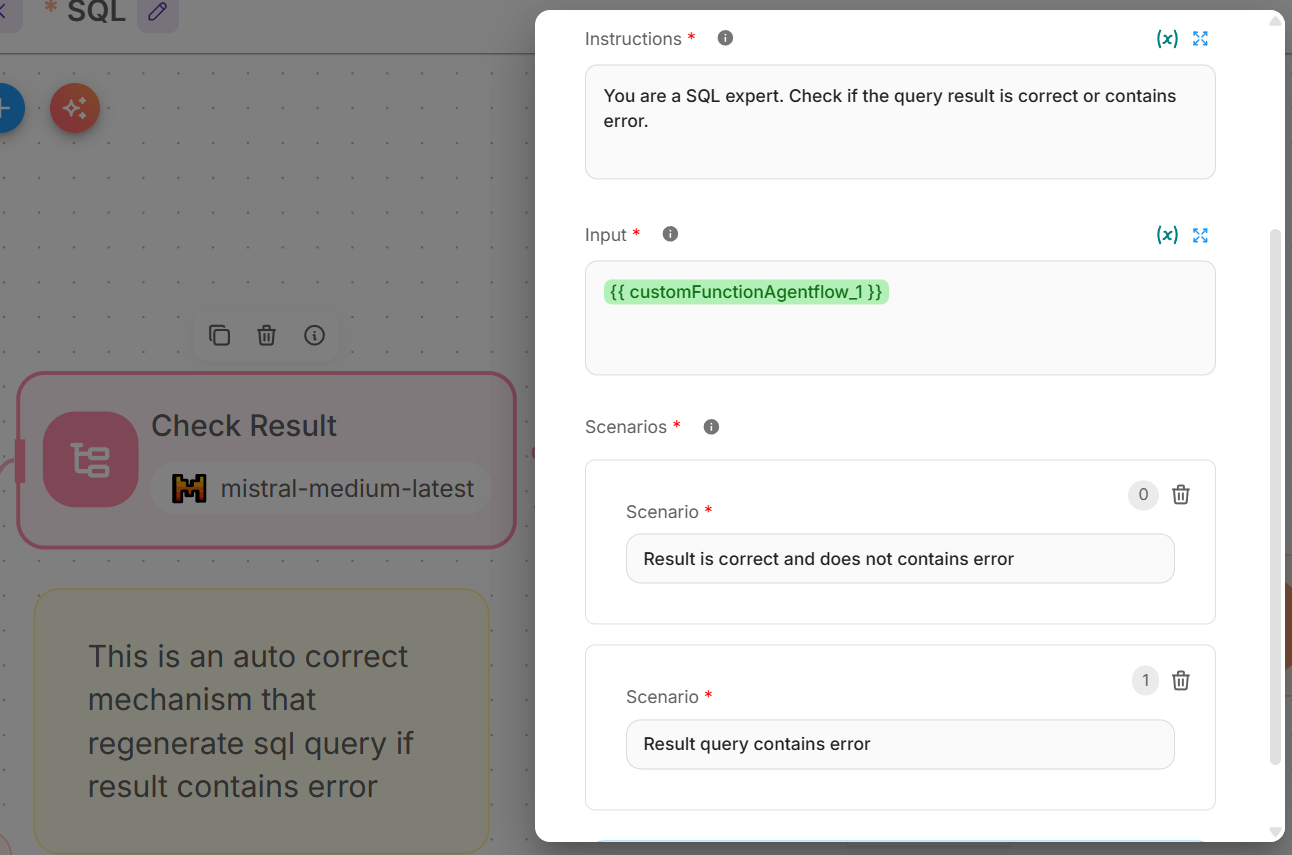 * SQL
Instructions *
(x)
You are a SQL expert. Check if the query result is correct or contains
error.
Input *
(x)
{{ customFunctionAgentflow_1 }}
Scenarios *
0
Scenario *
Result is correct and does not contains error
1
Scenario *
Result query contains error
Check Result
mistral-medium-latest
This is an auto correct
mechanism that
regenerate sql query if
result contains error